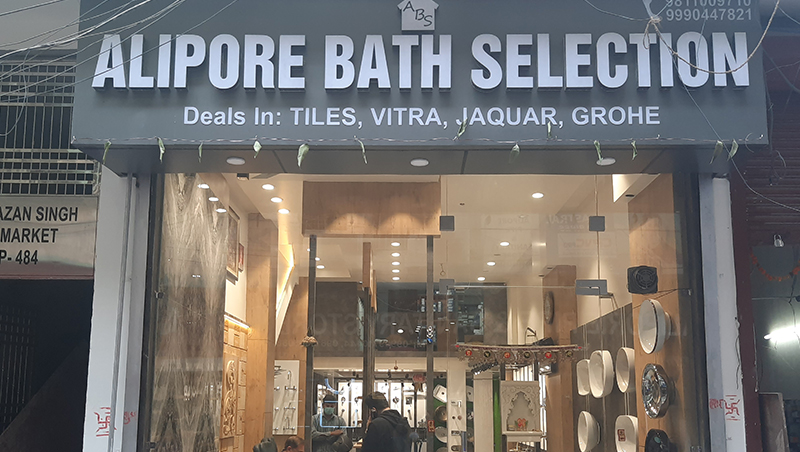 ABS
9811009710
9990447821
ALIPORE BATH SELECTION
Deals In: TILES, VITRA, JAQUAR, GROHE
AZAN SINGH
MARKET
P- 484